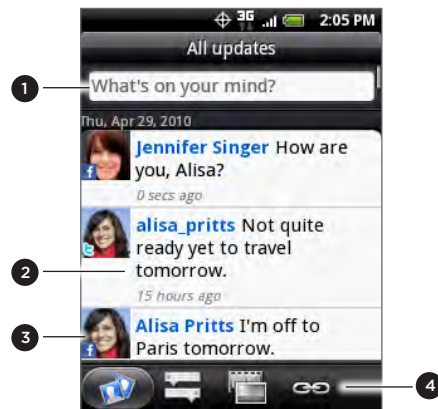 3G 2:05 PM
All updates
1
What's on your mind?
Thu, Apr 29, 2010
Jennifer Singer How are
you, Alisa?
0 secs ago
alisa_pritts Not quite
ready yet to travel
2
tomorrow.
15 hours ago
3
Alisa Pritts I'm off to
Paris tomorrow.
4